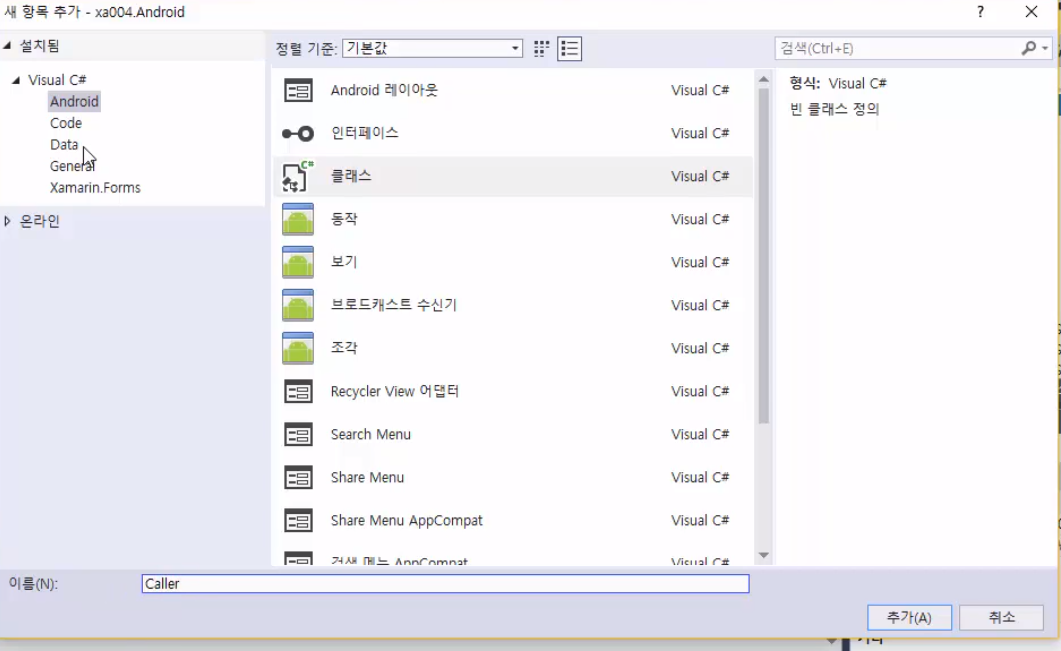 새 항목 추가 - xa004.Android
설치됨
Visual C#
Android
Code
Data
General
Xamarin.Forms
온라인
정렬 기준: 기본값
Android 레이아웃 Visual C#
인터페이스 Visual C#
C# 클래스 Visual C#
동작 Visual C#
보기 Visual C#
브로드캐스트 수신기 Visual C#
조각 Visual C#
Recycler View 어댑터 Visual C#
Search Menu Visual C#
Share Menu Visual C#
Share Menu AppCompat Visual C#
검색 메뉴 AppCompat Visual C#
검색(Ctrl+E)
형식: Visual C#
빈 클래스 정의
이름(N): Caller
추가(A) 취소